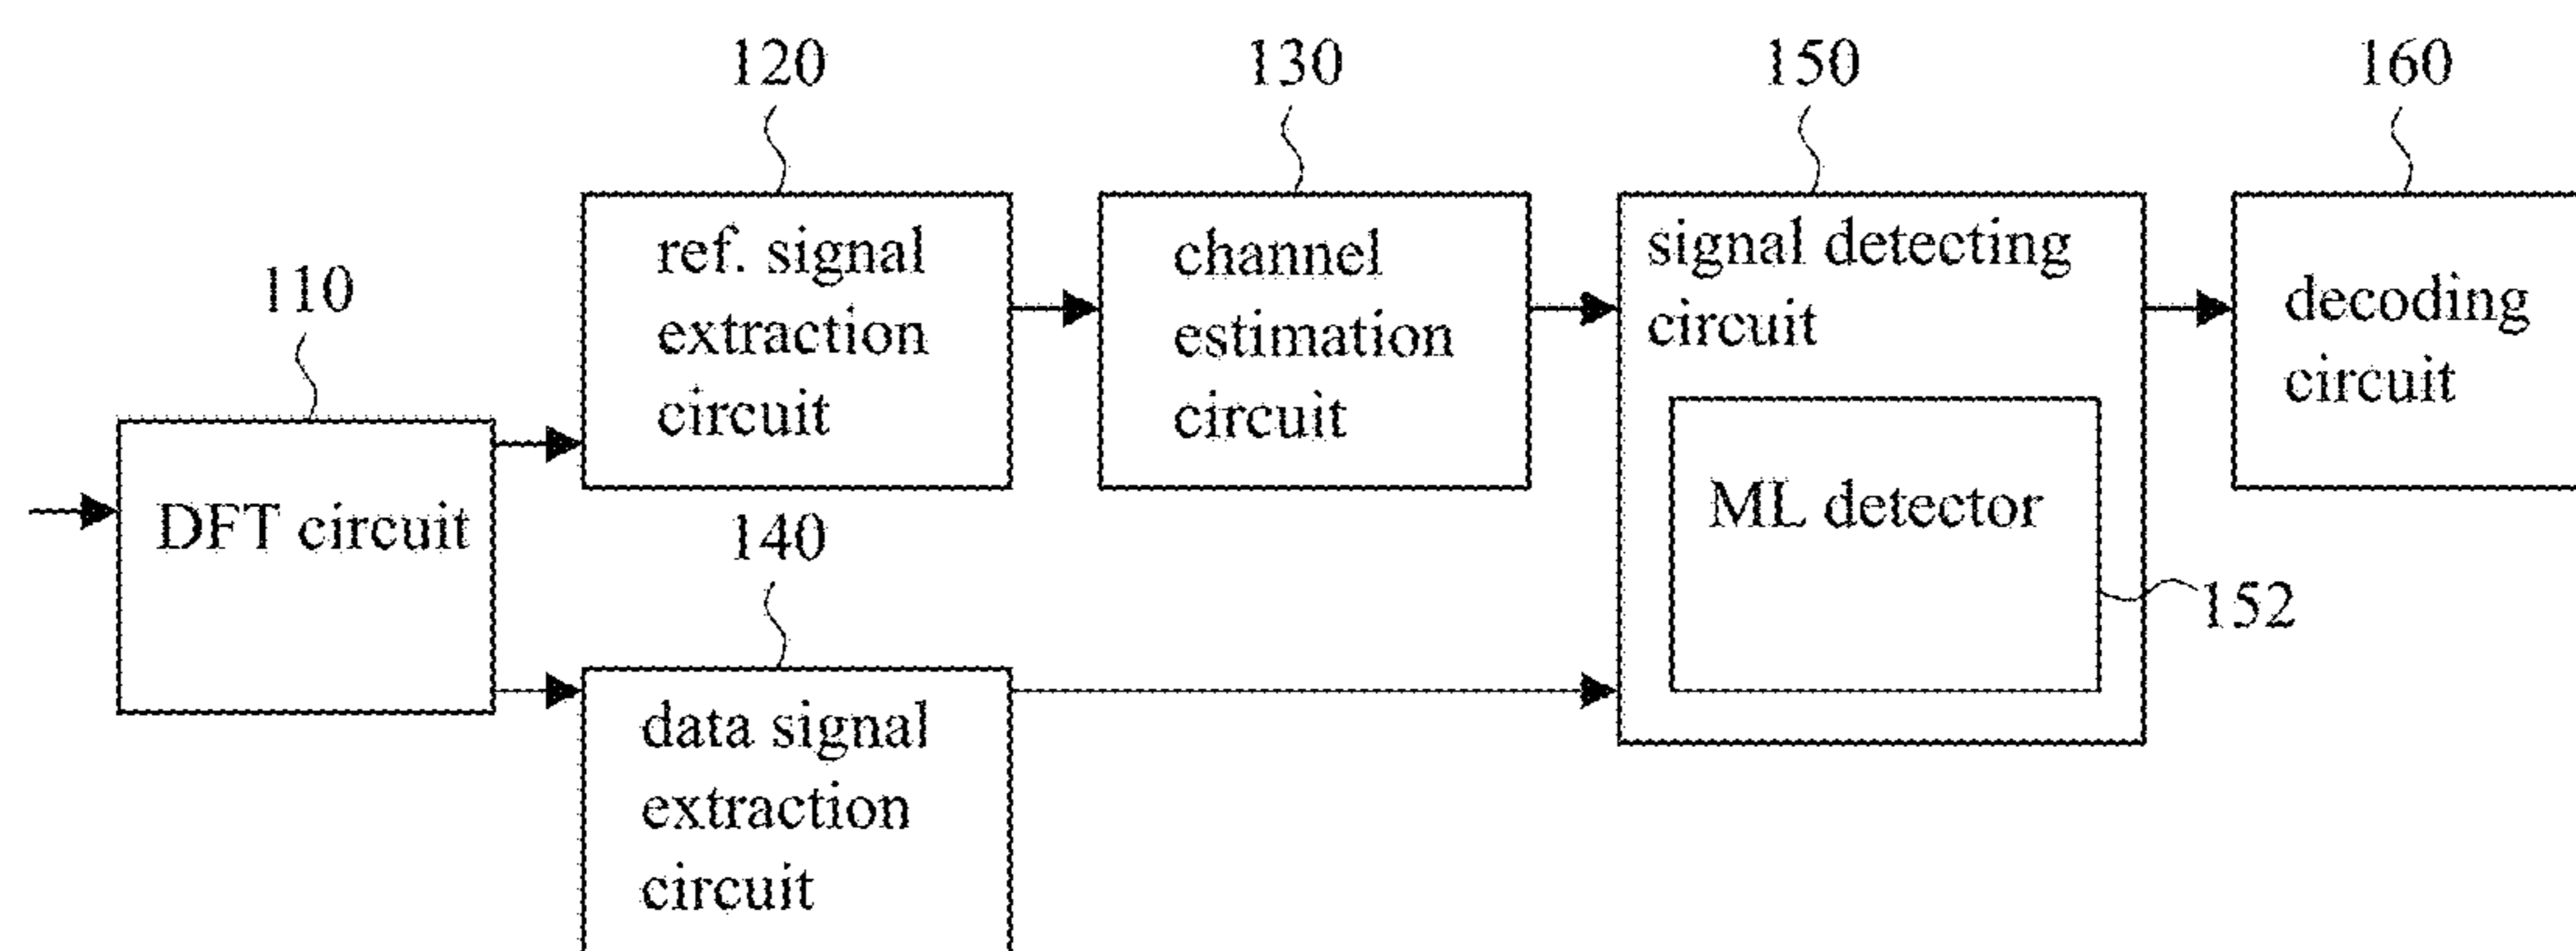 120
130
150
160
110
ref. signal
extraction
circuit
channel
estimation
circuit
signal detecting
circuit
decoding
circuit
DFT circuit
ML detector
140
152
data signal
extraction
circuit